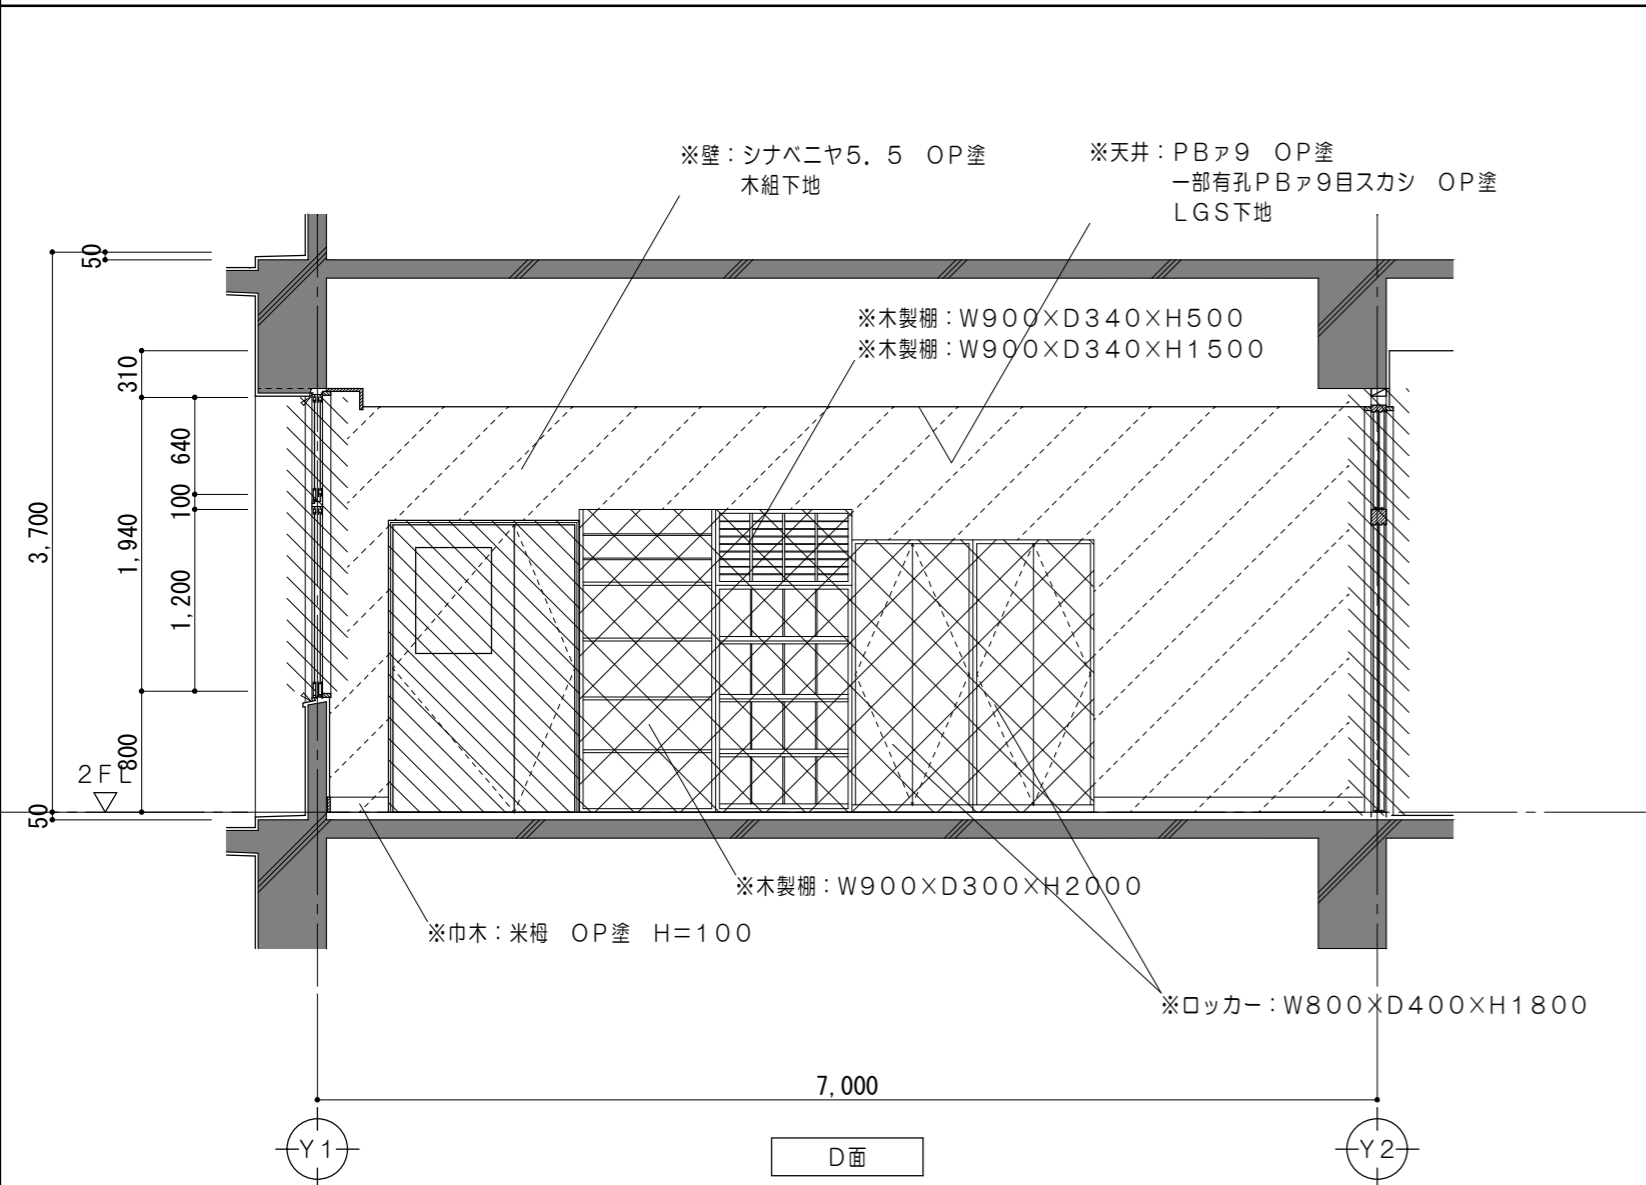 ※壁：シナベニヤ5．5　OP塗
木組下地
※天井：PBァ9　OP塗
一部有孔PBァ9目スカシ　OP塗
LGS下地
50
※木製棚：W900×D340×H500
※木製棚：W900×D340×H1500
310
640
100
3,700
1,940
1,200
800
2FL
50
※木製棚：W900×D300×H2000
※巾木：米栂　OP塗　H=100
※ロッカー：W800×D400×H1800
7,000
Y1
D面
Y2